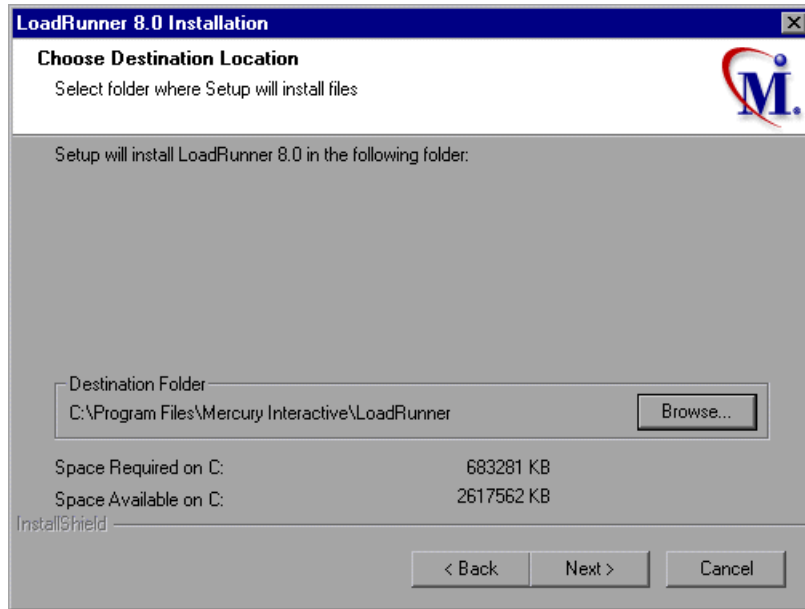 LoadRunner 8.0 Installation
Choose Destination Location
Select folder where Setup will install files
M.
Setup will install LoadRunner 8.0 in the following folder:
Destination Folder
C:\Program Files\Mercury Interactive\LoadRunner
Browse...
Space Required on C: 683281 KB
Space Available on C: 2617562 KB
InstallShield
< Back Next > Cancel